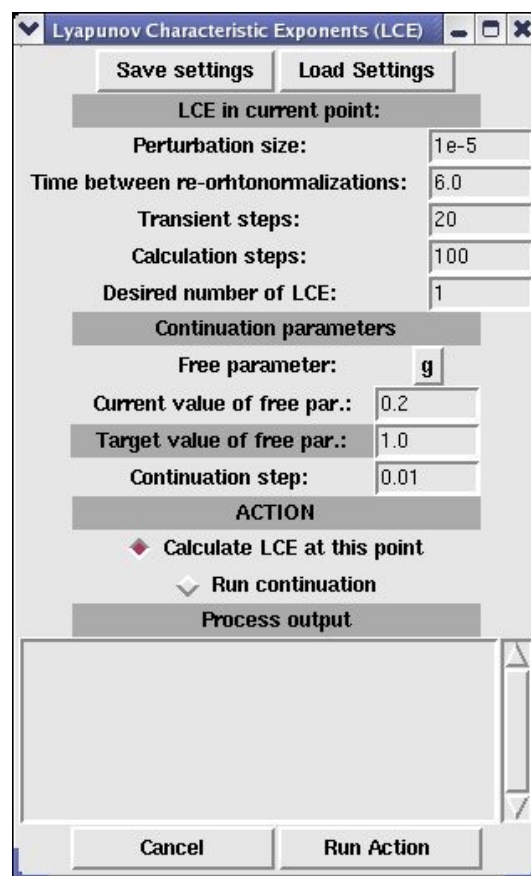 Lyapunov Characteristic Exponents (LCE)
Save settings Load Settings
LCE in current point:
Perturbation size: 1e-5
Time between re-orhtonormalizations: 6.0
Transient steps: 20
Calculation steps: 100
Desired number of LCE: 1
Continuation parameters
Free parameter: g
Current value of free par.: 0.2
Target value of free par.: 1.0
Continuation step: 0.01
ACTION
Calculate LCE at this point
Run continuation
Process output
Cancel Run Action